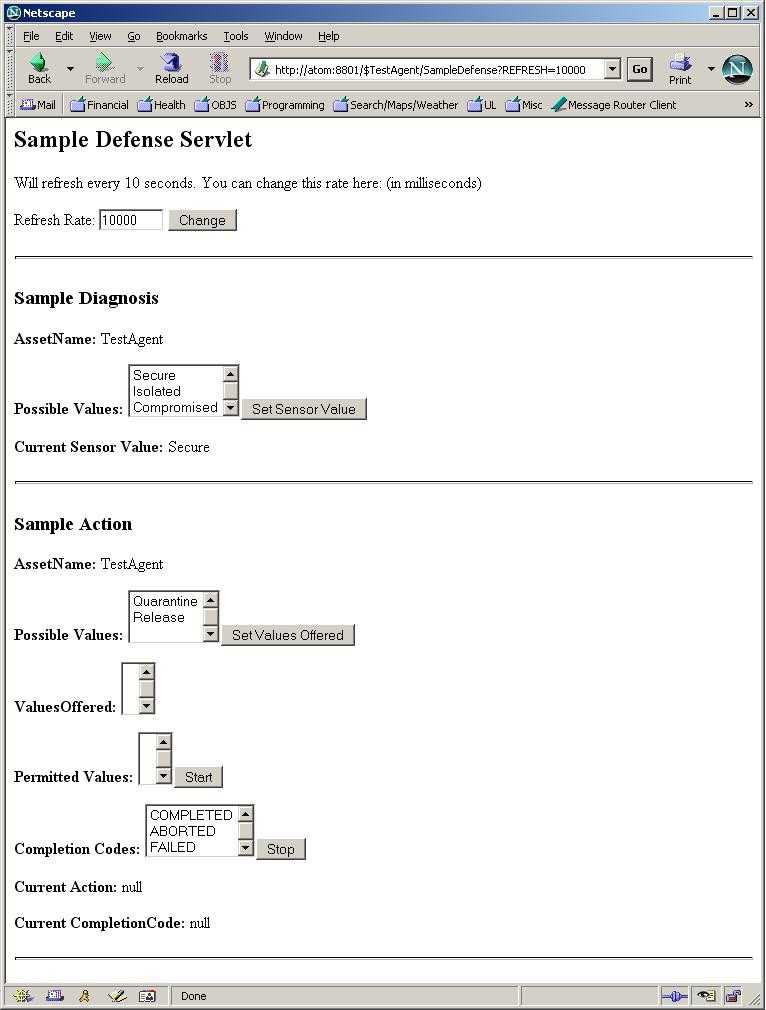 Netscape
File Edit View Go Bookmarks Tools Window Help
Back Forward Reload Stop http://atom:8801/$TestAgent/SampleDefense?REFRESH=10000 Go Print N
Mail Financial Health OBJS Programming Search/Maps/Weather UL Misc Message Router Client »
Sample Defense Servlet
Will refresh every 10 seconds. You can change this rate here: (in milliseconds)
Refresh Rate: 10000 Change
Sample Diagnosis
AssetName: TestAgent
Secure
Isolated
Possible Values: Compromised Set Sensor Value
Current Sensor Value: Secure
Sample Action
AssetName: TestAgent
Quarantine
Release
Possible Values: Set Values Offered
ValuesOffered:
Permitted Values: Start
COMPLETED
ABORTED
Completion Codes: FAILED Stop
Current Action: null
Current CompletionCode: null
Done